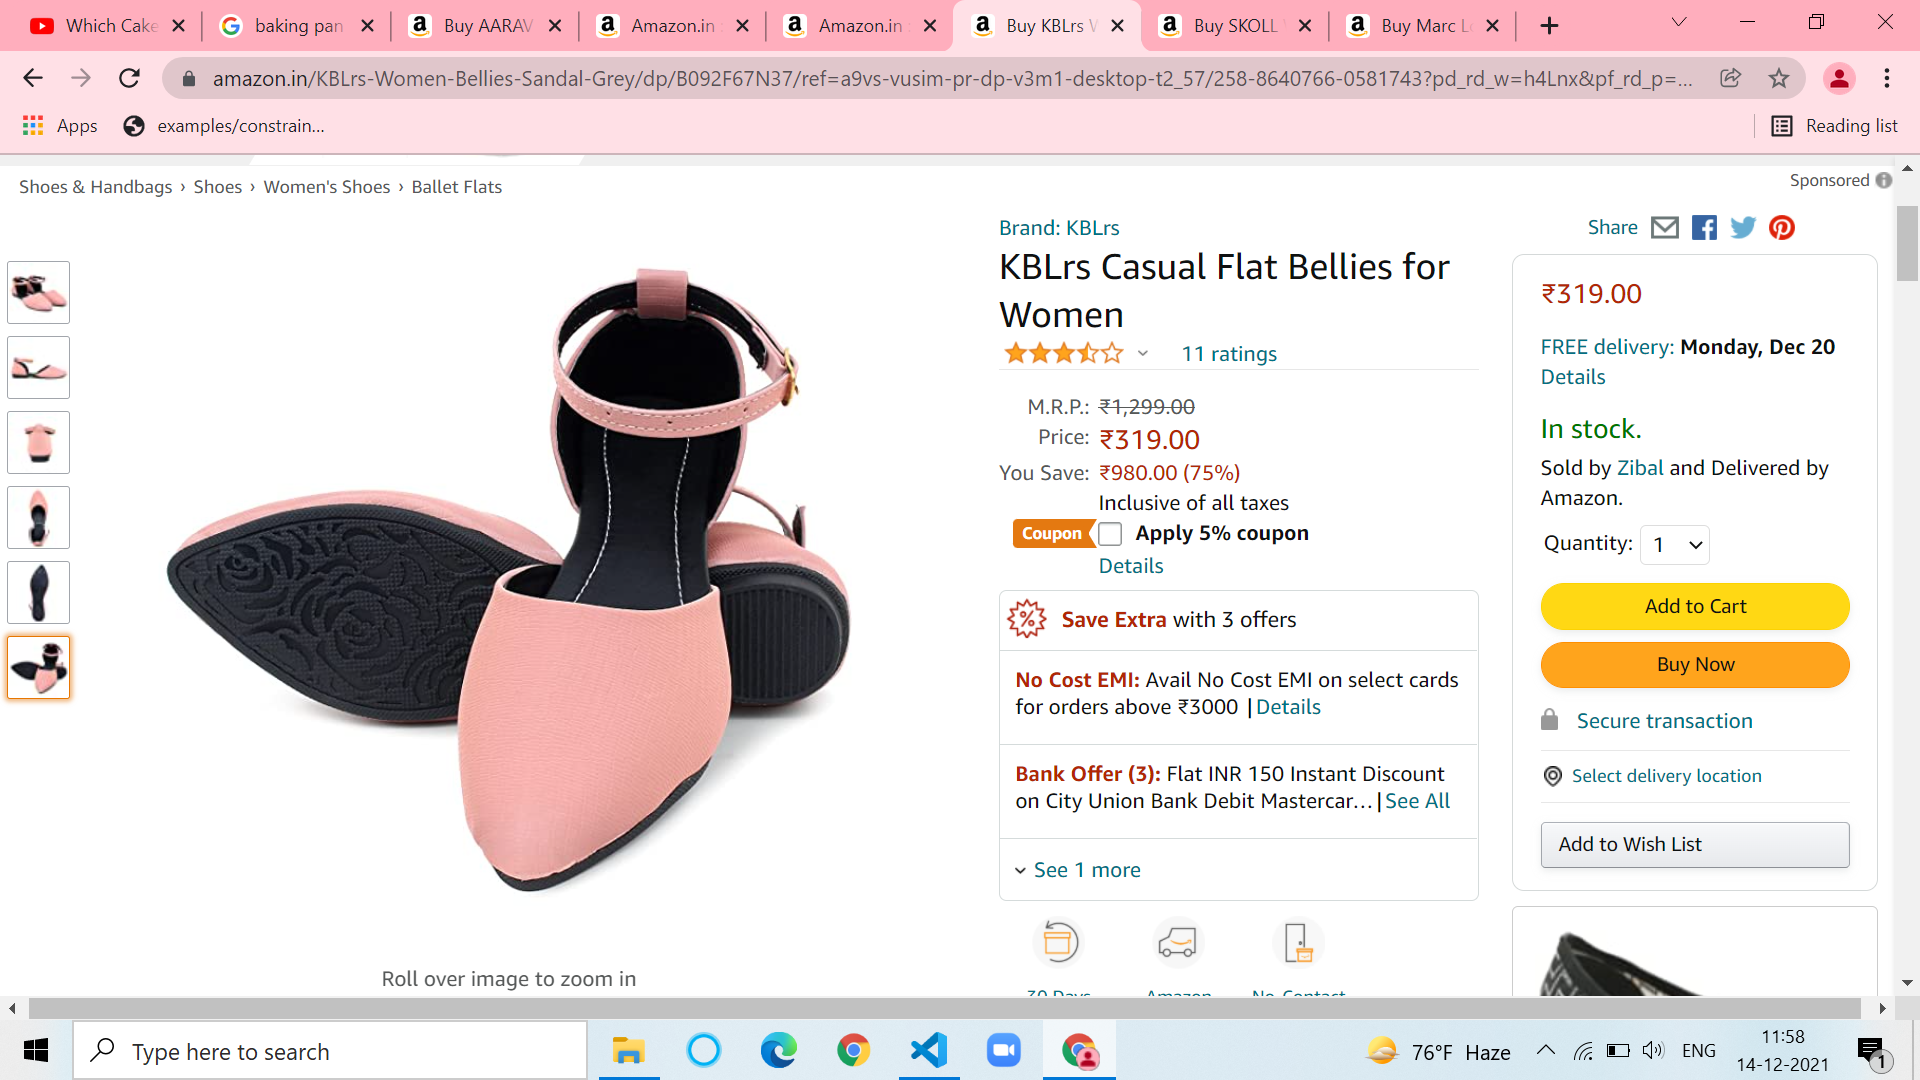 Which Cake
baking pan
Buy AARAV
Amazon.in
Amazon.in
Buy KBLrs W
Buy SKOLL
Buy Marc Lo
amazon.in/KBLrs-Women-Bellies-Sandal-Grey/dp/B092F67N37/ref=a9vs-vusim-pr-dp-v3m1-desktop-t2_57/258-8640766-0581743?pd_rd_w=h4Lnx&pf_rd_p=...
Apps
examples/constrain...
Reading list
Shoes & Handbags › Shoes › Women's Shoes › Ballet Flats
Sponsored
Brand: KBLrs
Share
KBLrs Casual Flat Bellies for
Women
11 ratings
M.R.P.: ₹1,299.00
Price: ₹319.00
You Save: ₹980.00 (75%)
Inclusive of all taxes
Coupon Apply 5% coupon
Details
Save Extra with 3 offers
No Cost EMI: Avail No Cost EMI on select cards
for orders above ₹3000 | Details
Bank Offer (3): Flat INR 150 Instant Discount
on City Union Bank Debit Mastercar... | See All
See 1 more
30 Days
Amazon
No-Contact
₹319.00
FREE delivery: Monday, Dec 20
Details
In stock.
Sold by Zibal and Delivered by
Amazon.
Quantity: 1
Add to Cart
Buy Now
Secure transaction
Select delivery location
Add to Wish List
Roll over image to zoom in
Type here to search
76°F Haze
ENG
11:58
14-12-2021
1